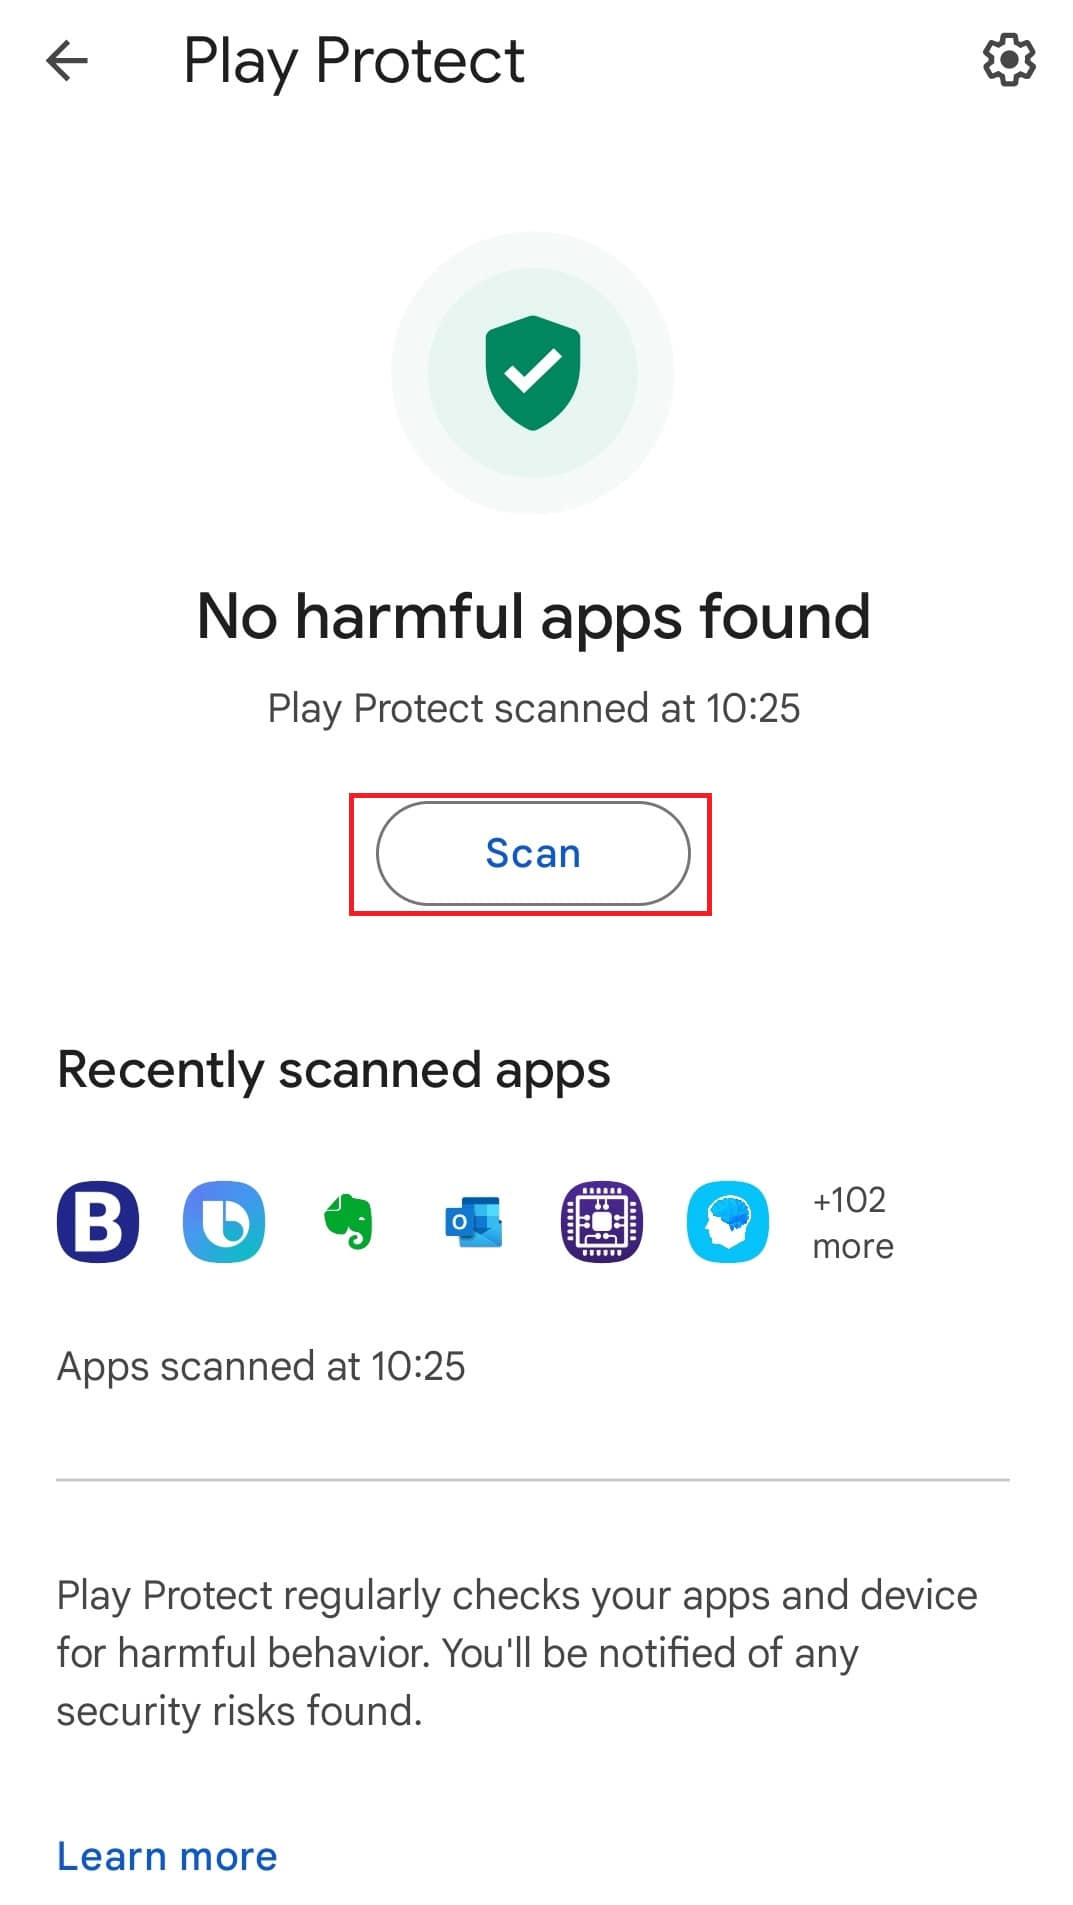 Play Protect
No harmful apps found
Play Protect scanned at 10:25
Scan
Recently scanned apps
B
b
O
+102
more
Apps scanned at 10:25
Play Protect regularly checks your apps and device
for harmful behavior. You'll be notified of any
security risks found.
Learn more